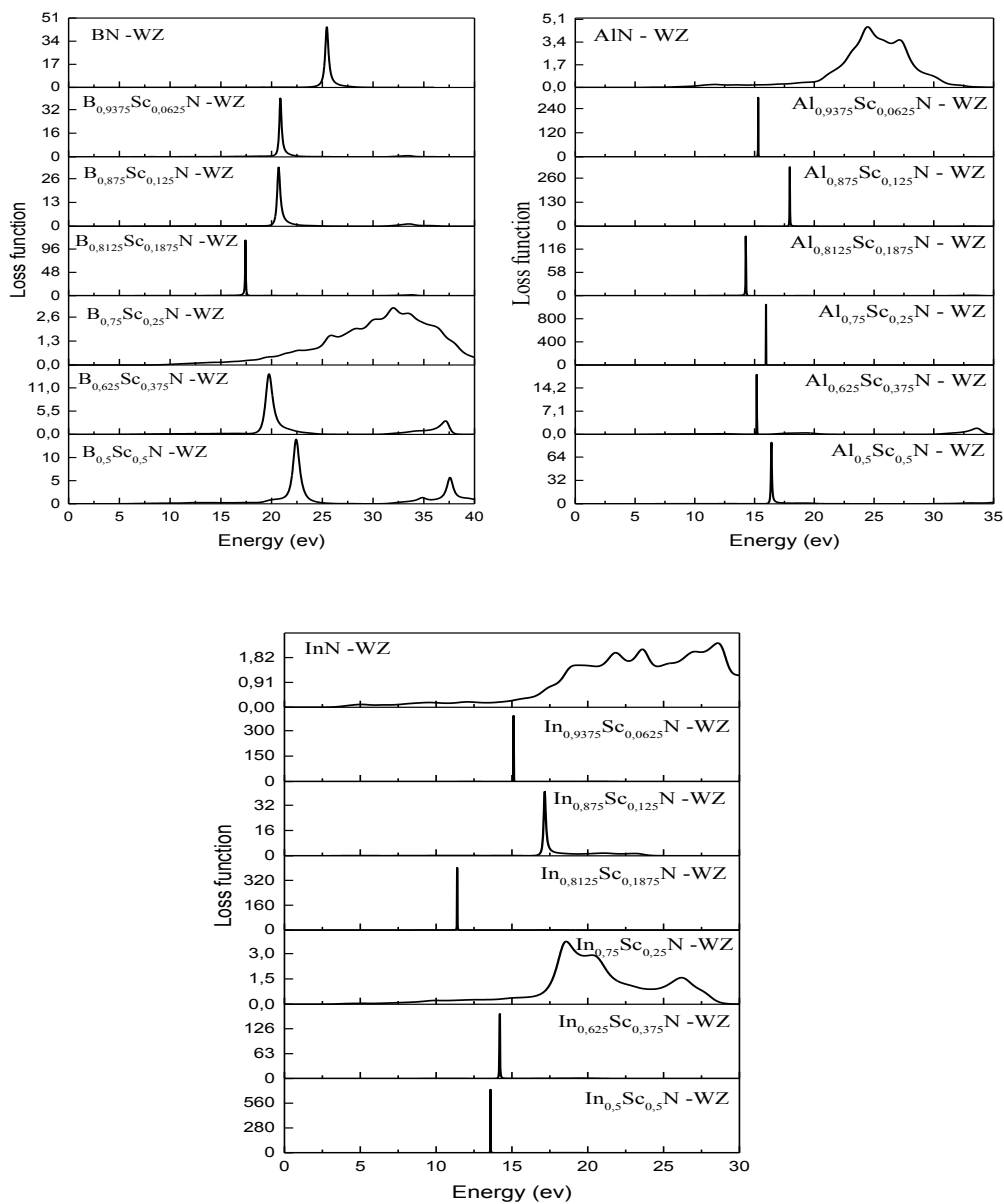 BN -WZ
51
34
17
0
B0,9375Sc0,0625N -WZ
32
16
0
B0,875Sc0,125N -WZ
26
0
B0,8125Sc0,1875N -WZ
96
48
0
B0,75Sc0,25N -WZ
2,6
1,3
0,0
B0,625Sc0,375N -WZ
11,0
5,5
0,0
B0,5Sc0,5N -WZ
10
5
0
0 5 10 15 20 25 30 35 40
Energy (ev)
Loss function
AlN - WZ
5,1
3,4
1,7
0,0
Al0,9375Sc0,0625N - WZ
240
120
0
Al0,875Sc0,125N - WZ
260
130
0
Al0,8125Sc0,1875N - WZ
116
58
0
Al0,75Sc0,25N - WZ
800
400
0
Al0,625Sc0,375N - WZ
14,2
7,1
0,0
Al0,5Sc0,5N - WZ
64
32
0
0 5 10 15 20 25 30 35
Energy (ev)
Loss function
InN -WZ
1,82
0,91
0,00
In0,9375Sc0,0625N -WZ
300
150
0
In0,875Sc0,125N -WZ
32
16
0
In0,8125Sc0,1875N -WZ
320
160
0
In0,75Sc0,25N -WZ
3,0
1,5
0,0
In0,625Sc0,375N -WZ
126
63
0
In0,5Sc0,5N -WZ
560
280
0
0 5 10 15 20 25 30
Energy (ev)
Loss function